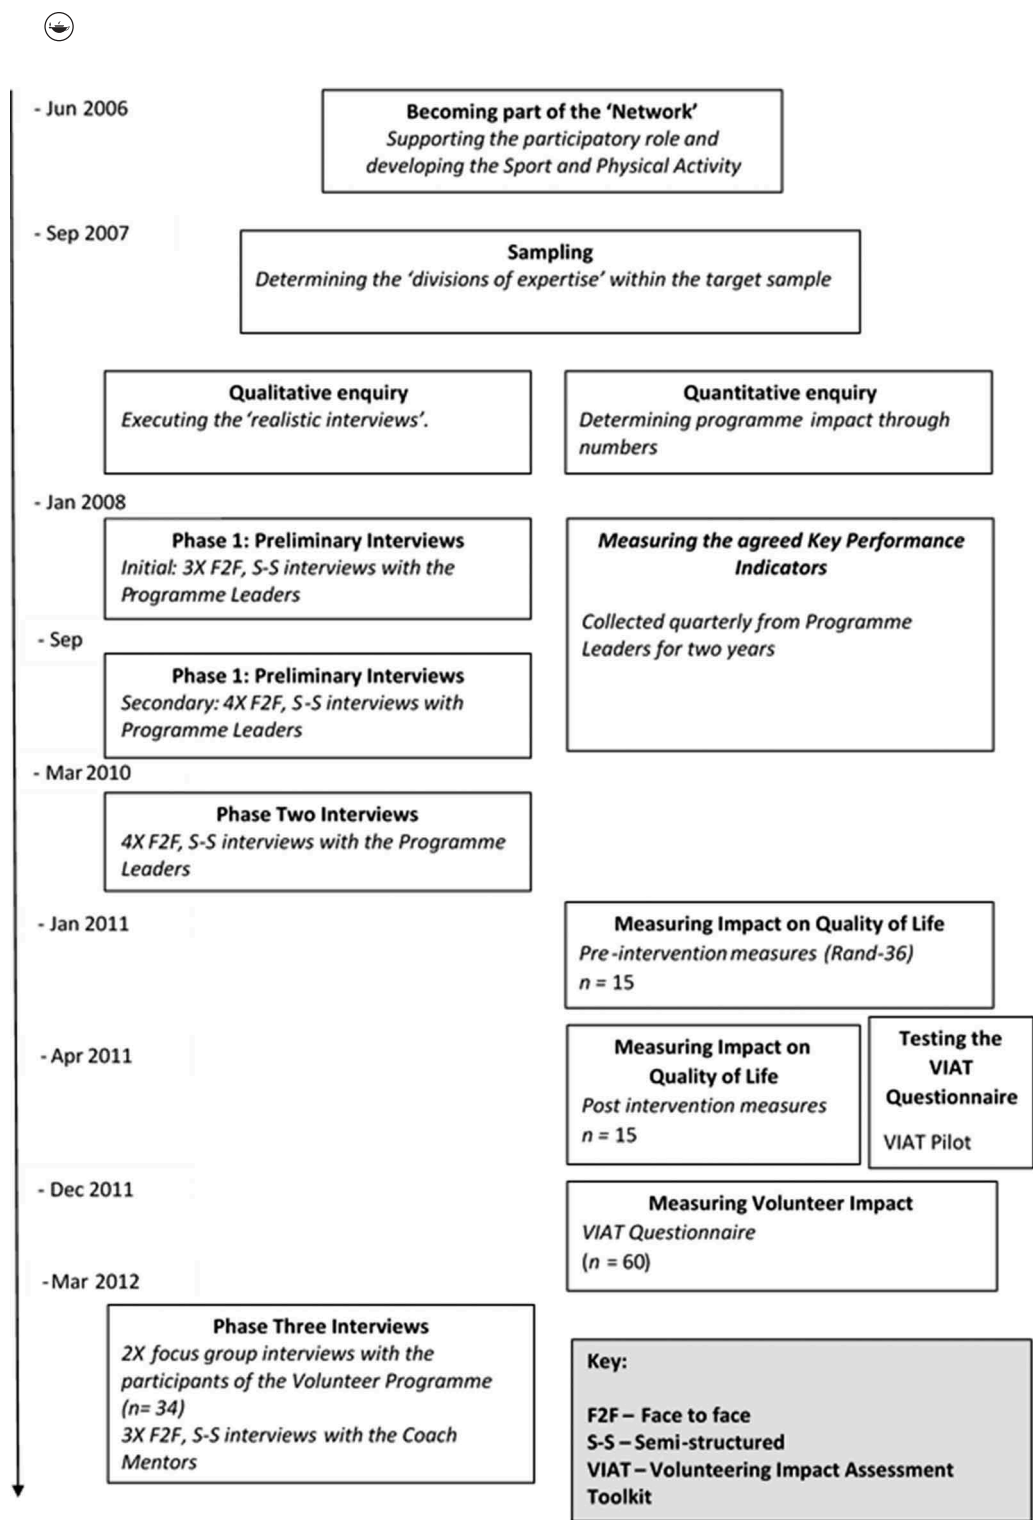 - Jun 2006
Becoming part of the ‘Network’
Supporting the participatory role and
developing the Sport and Physical Activity
- Sep 2007
Sampling
Determining the ‘divisions of expertise’ within the target sample
Qualitative enquiry
Executing the ‘realistic interviews’.
Quantitative enquiry
Determining programme impact through
numbers
- Jan 2008
Phase 1: Preliminary Interviews
Initial: 3X F2F, S-S interviews with the
Programme Leaders
Measuring the agreed Key Performance
Indicators
Collected quarterly from Programme
Leaders for two years
- Sep
Phase 1: Preliminary Interviews
Secondary: 4X F2F, S-S interviews with
Programme Leaders
- Mar 2010
Phase Two Interviews
4X F2F, S-S interviews with the Programme
Leaders
- Jan 2011
Measuring Impact on Quality of Life
Pre-intervention measures (Rand-36)
n = 15
- Apr 2011
Measuring Impact on
Quality of Life
Post intervention measures
n = 15
Testing the
VIAT
Questionnaire
VIAT Pilot
- Dec 2011
Measuring Volunteer Impact
VIAT Questionnaire
(n = 60)
-Mar 2012
Phase Three Interviews
2X focus group interviews with the
participants of the Volunteer Programme
(n= 34)
3X F2F, S-S interviews with the Coach
Mentors
Key:
F2F – Face to face
S-S – Semi-structured
VIAT – Volunteering Impact Assessment
Toolkit